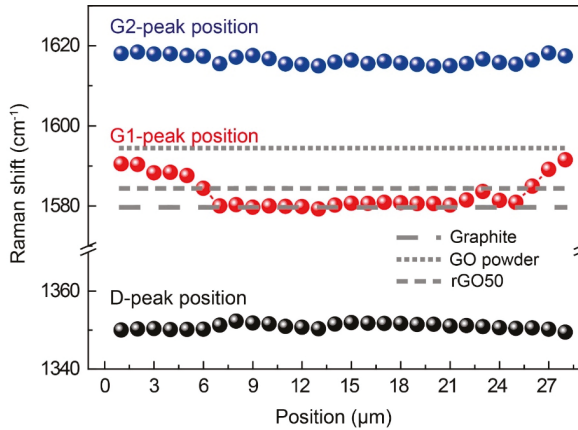 G2-peak position
1620
1600
G1-peak position
1580
Graphite
GO powder
rGO50
D-peak position
1360
1340
0 3 6 9 12 15 18 21 24 27
Position (μm)
Raman shift (cm⁻¹)